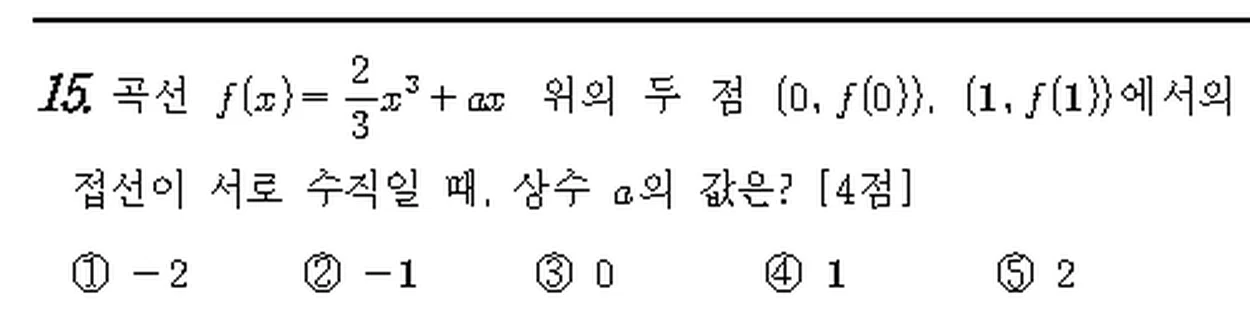 15. 곡선 f(x)=2/3x³+ax 위의 두 점 (0, f(0)), (1, f(1))에서의
접선이 서로 수직일 때, 상수 a의 값은? [4점]
① -2 ② -1 ③ 0 ④ 1 ⑤ 2